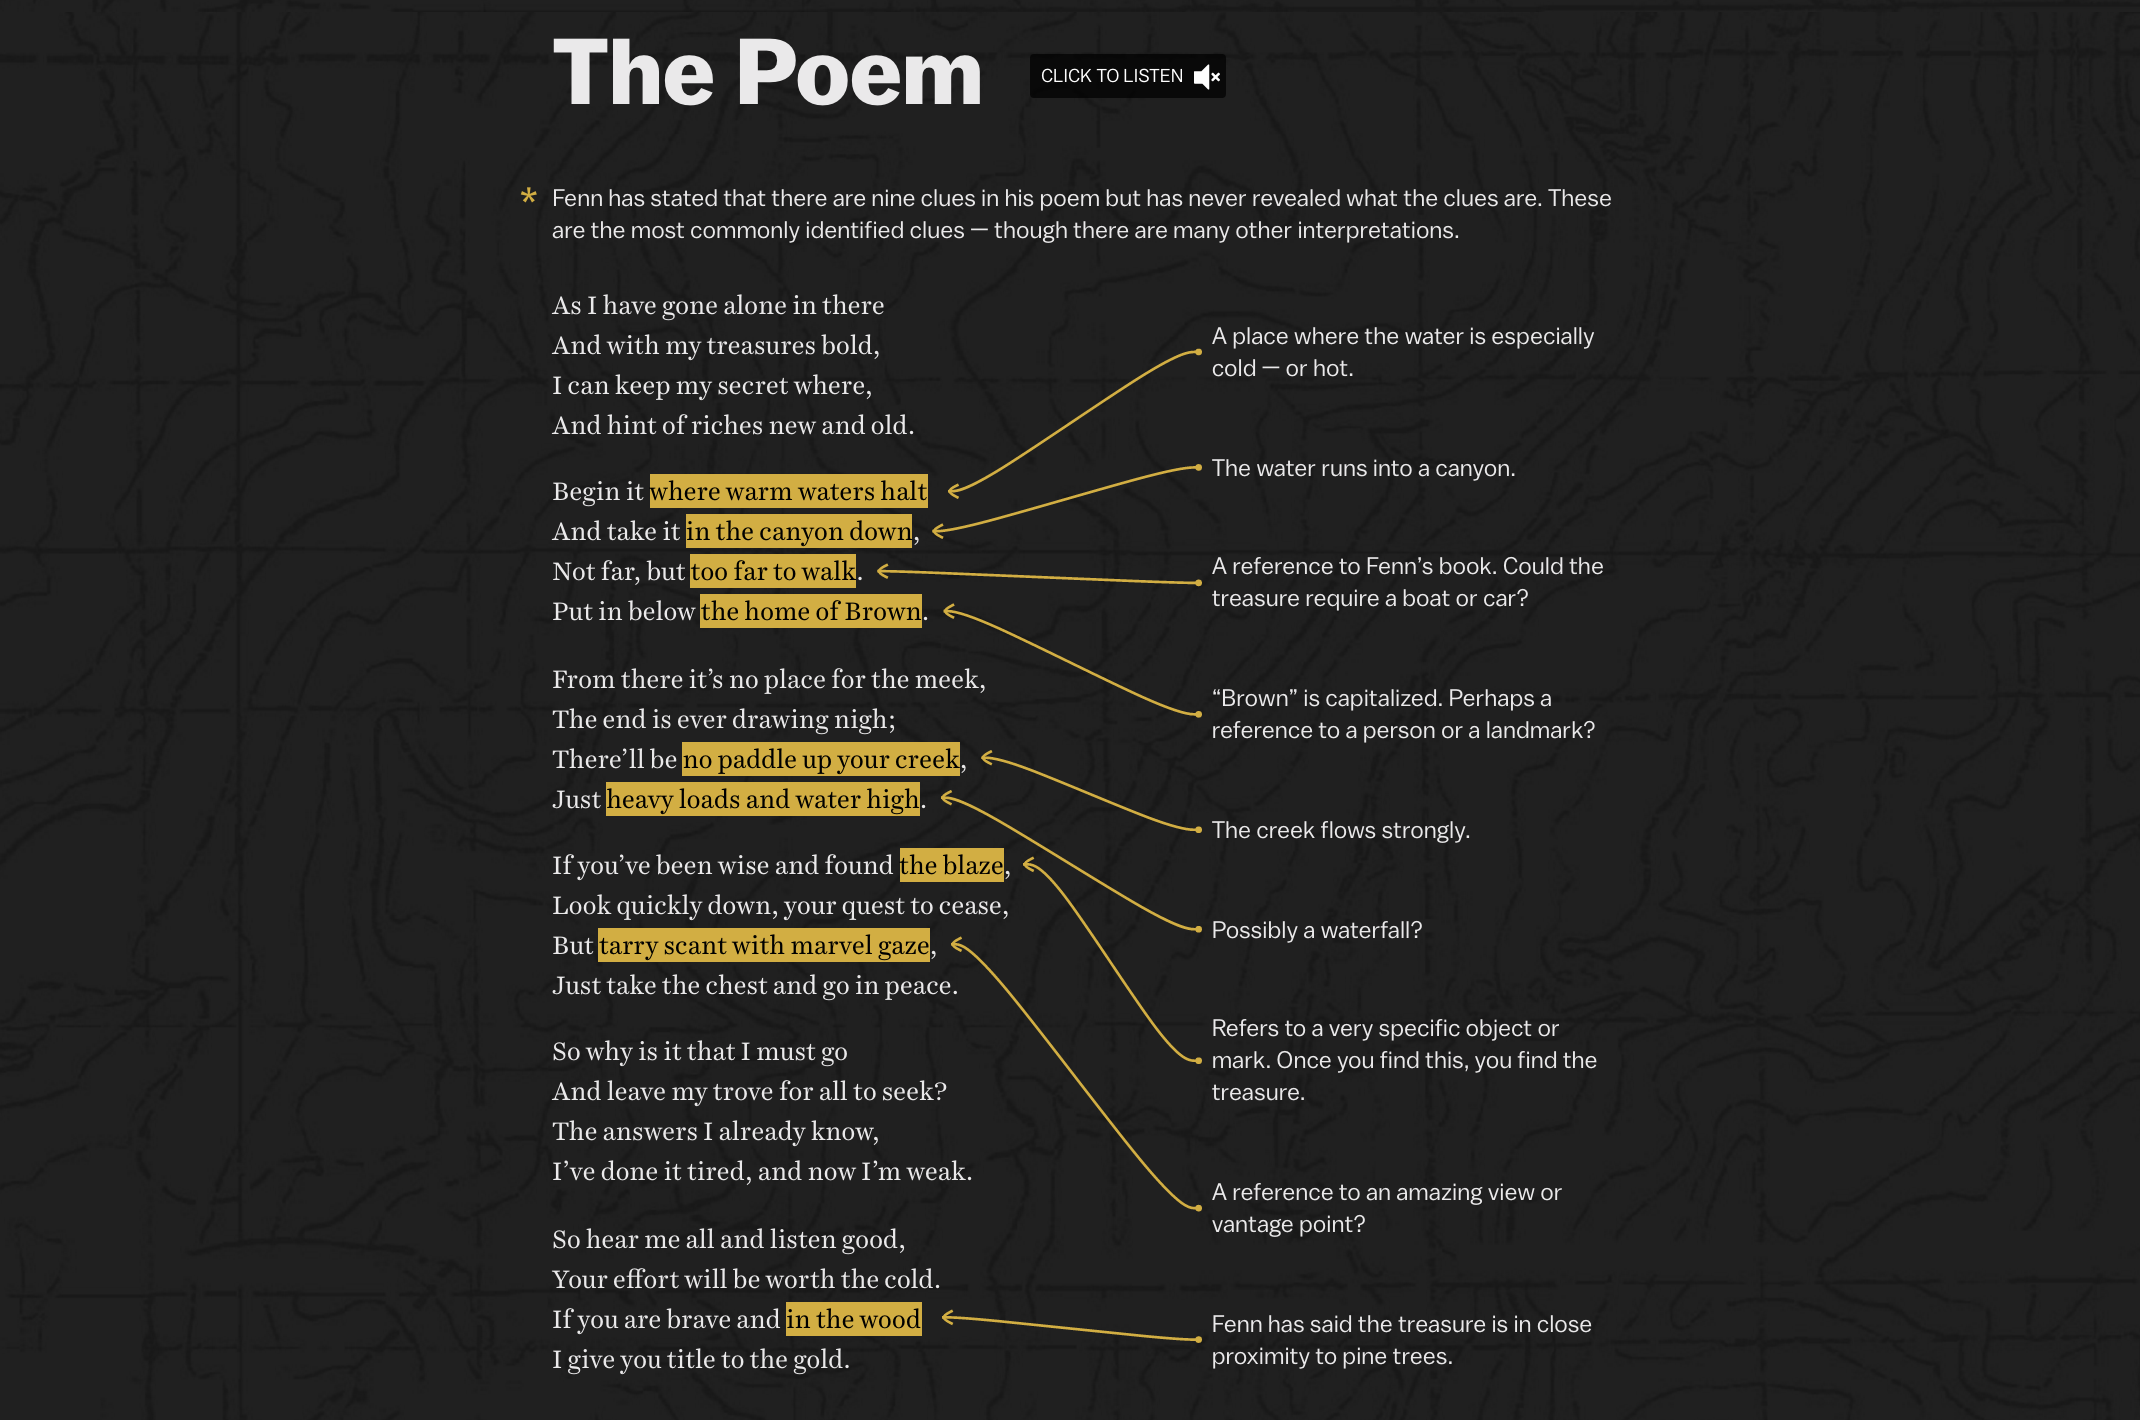 The Poem
CLICK TO LISTEN
* Fenn has stated that there are nine clues in his poem but has never revealed what the clues are. These
are the most commonly identified clues — though there are many other interpretations.
As I have gone alone in there
And with my treasures bold,
I can keep my secret where,
And hint of riches new and old.
Begin it where warm waters halt
And take it in the canyon down,
Not far, but too far to walk.
Put in below the home of Brown.
From there it’s no place for the meek,
The end is ever drawing nigh;
There’ll be no paddle up your creek,
Just heavy loads and water high.
If you’ve been wise and found the blaze,
Look quickly down, your quest to cease,
But tarry scant with marvel gaze,
Just take the chest and go in peace.
So why is it that I must go
And leave my trove for all to seek?
The answers I already know,
I’ve done it tired, and now I’m weak.
So hear me all and listen good,
Your effort will be worth the cold.
If you are brave and in the wood
I give you title to the gold.
A place where the water is especially
cold — or hot.
The water runs into a canyon.
A reference to Fenn’s book. Could the
treasure require a boat or car?
“Brown” is capitalized. Perhaps a
reference to a person or a landmark?
The creek flows strongly.
Possibly a waterfall?
Refers to a very specific object or
mark. Once you find this, you find the
treasure.
A reference to an amazing view or
vantage point?
Fenn has said the treasure is in close
proximity to pine trees.